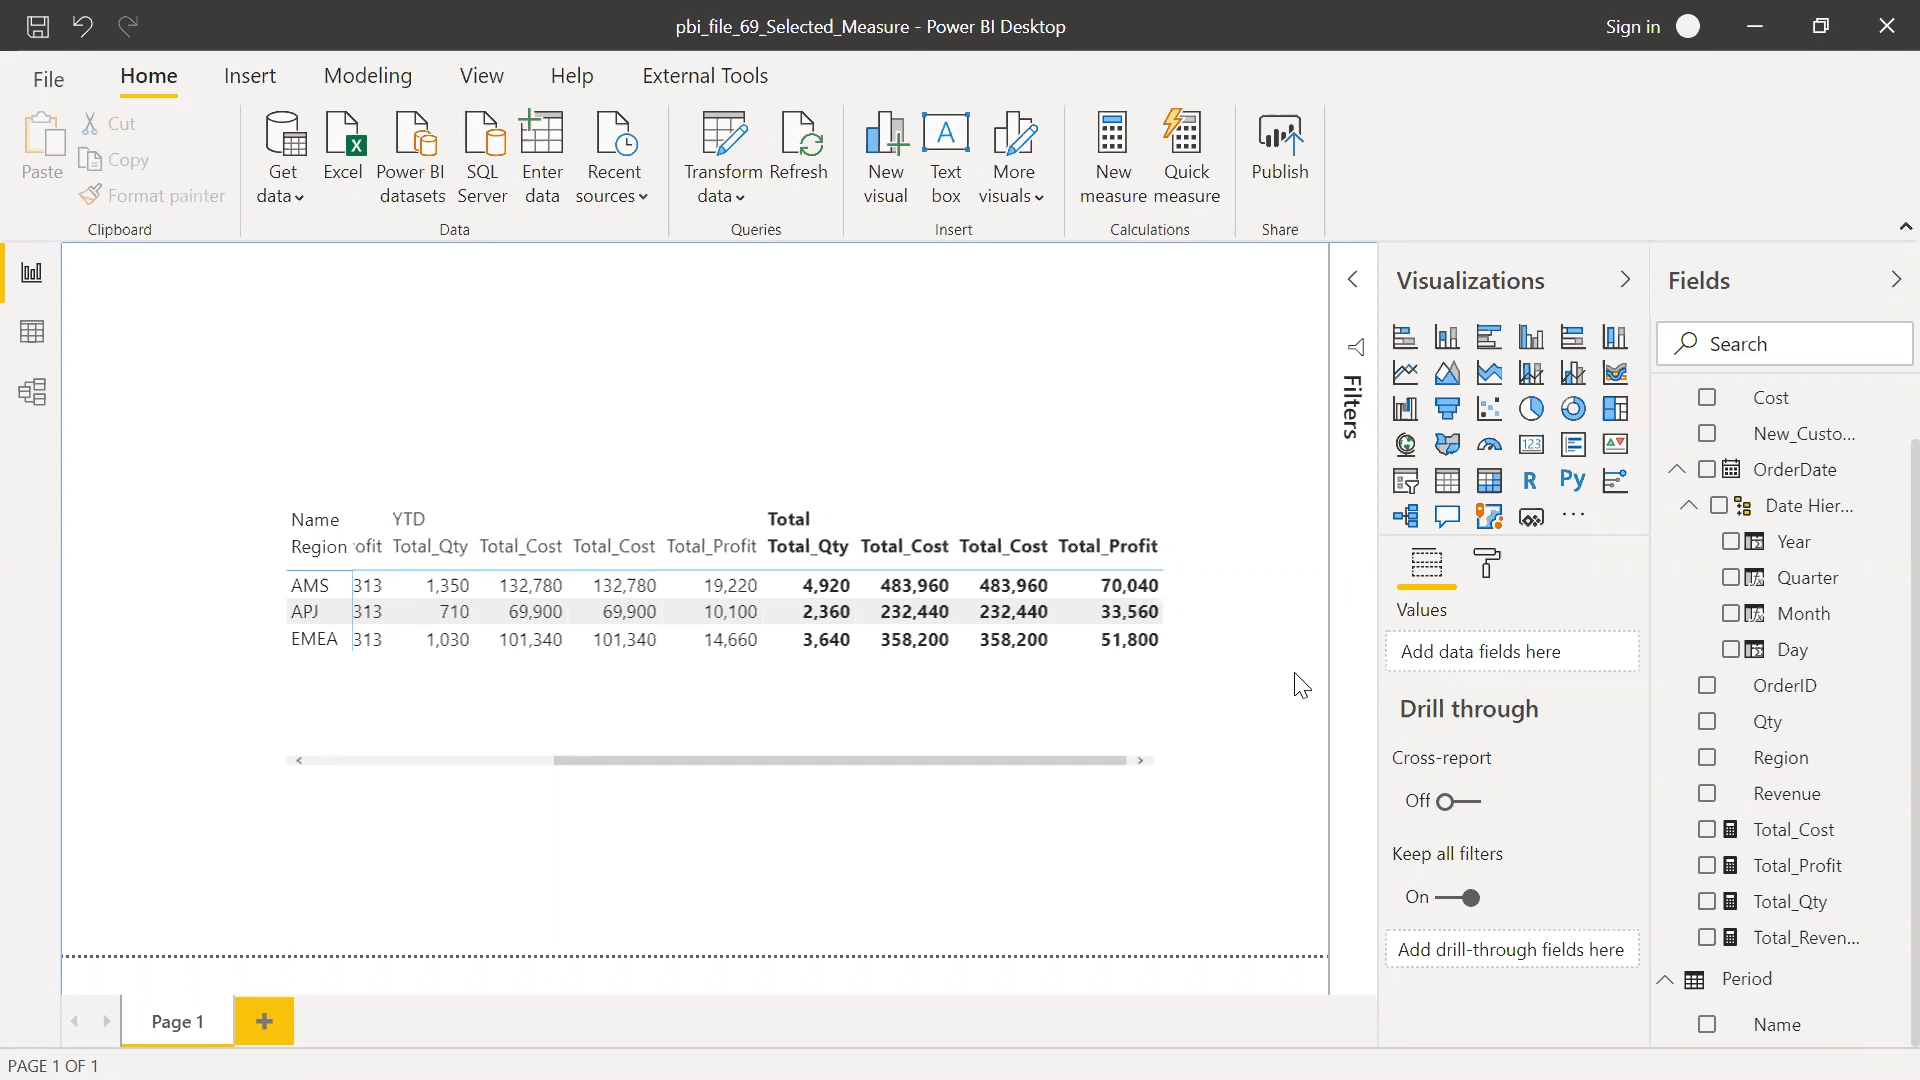 pbi_file_69_Selected_Measure - Power BI Desktop
Sign in
File
Home
Insert
Modeling
View
Help
External Tools
Paste
Cut
Copy
Format painter
Clipboard
Get data
Excel
Power BI datasets
SQL Server
Enter data
Recent sources
Data
Transform data
Refresh
Queries
New visual
A
Text box
More visuals
Insert
New measure
Quick measure
Calculations
Publish
Share
Name YTD Total
Region ofit Total_Qty Total_Cost Total_Cost Total_Profit Total_Qty Total_Cost Total_Cost Total_Profit
AMS 313 1,350 132,780 132,780 19,220 4,920 483,960 483,960 70,040
APJ 313 710 69,900 69,900 10,100 2,360 232,440 232,440 33,560
EMEA 313 1,030 101,340 101,340 14,660 3,640 358,200 358,200 51,800
Filters
Visualizations
123
R
Py
Values
Add data fields here
Drill through
Cross-report
Off
Keep all filters
On
Add drill-through fields here
Fields
Search
Cost
New_Custo...
OrderDate
Date Hier...
Year
Quarter
Month
Day
OrderID
Qty
Region
Revenue
Total_Cost
Total_Profit
Total_Qty
Total_Reven...
Period
Name
Page 1
PAGE 1 OF 1